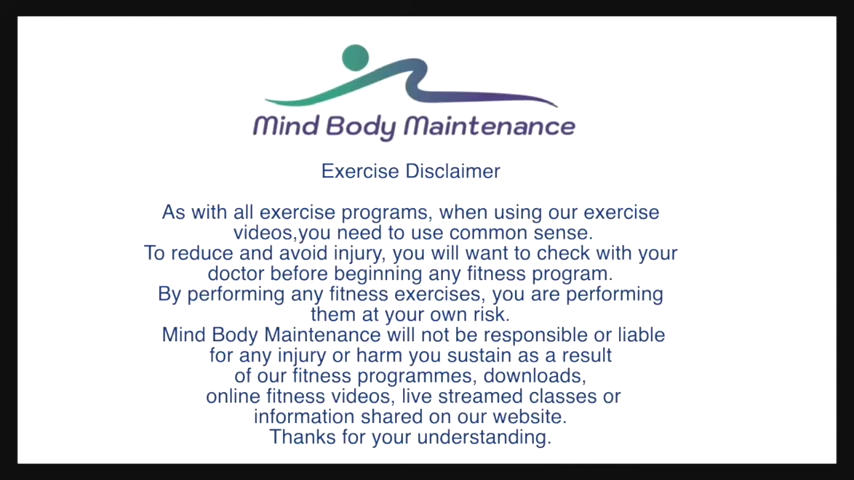 Mind Body Maintenance
Exercise Disclaimer
As with all exercise programs, when using our exercise
videos,you need to use common sense.
To reduce and avoid injury, you will want to check with your
doctor before beginning any fitness program.
By performing any fitness exercises, you are performing
them at your own risk.
Mind Body Maintenance will not be responsible or liable
for any injury or harm you sustain as a result
of our fitness programmes, downloads,
online fitness videos, live streamed classes or
information shared on our website.
Thanks for your understanding.